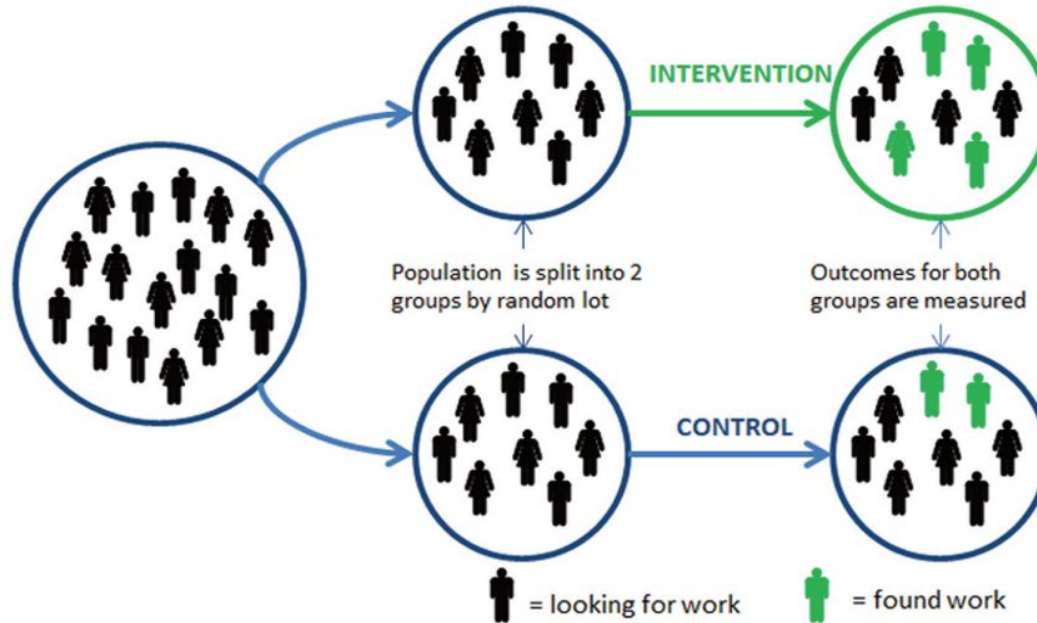 INTERVENTION
Population is split into 2
groups by random lot
Outcomes for both
groups are measured
CONTROL
= looking for work
= found work